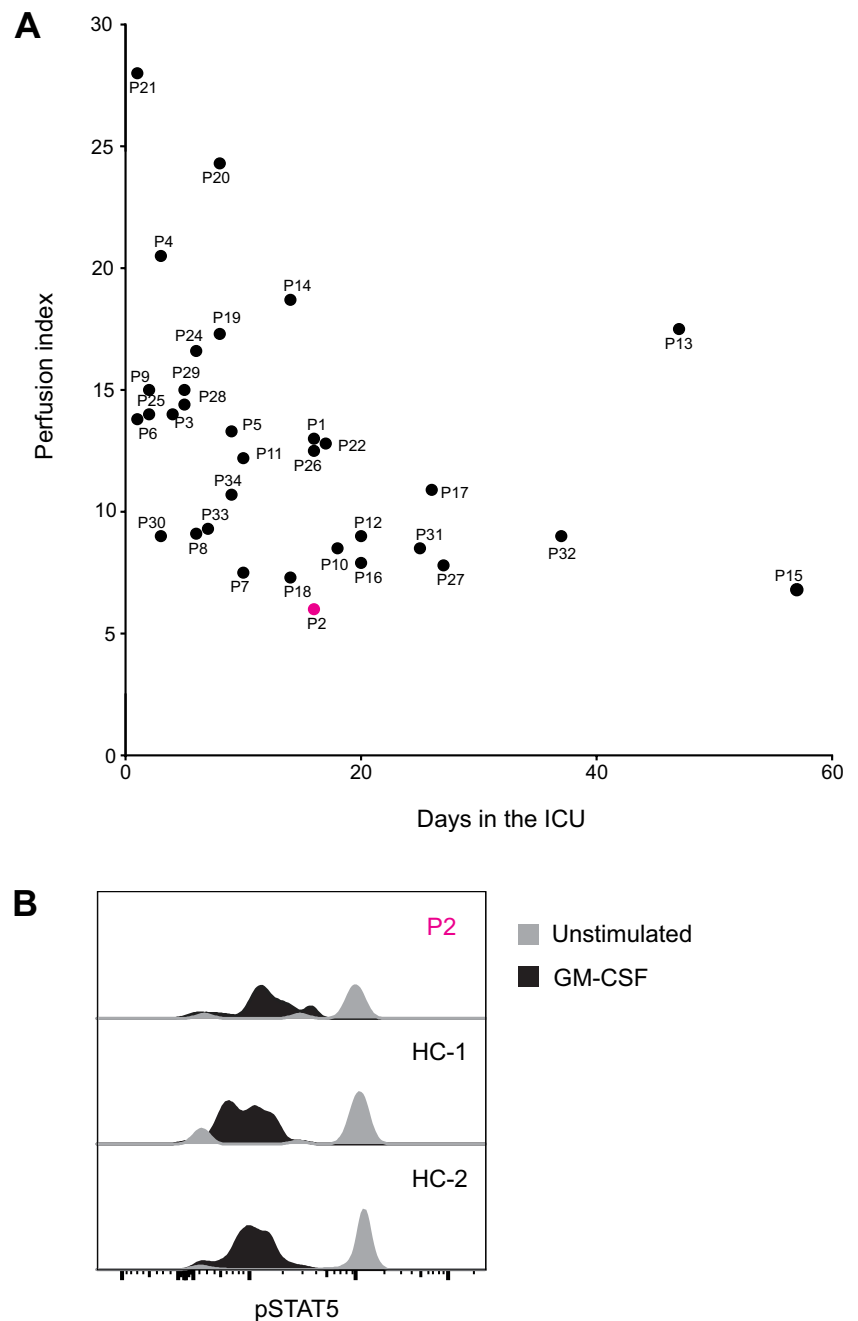 A
30
P21
25
P20
P4
20
P14
P19
P13
P24
P29
P9
15
P28
P25
P3
P6
P5
P1
P22
P26
P11
P34
P17
10
P33
P30
P8
P12
P31
P32
P10
P16
P27
P7
P18
P15
P2
5
0
0
20
40
60
Perfusion index
Days in the ICU
B
P2
Unstimulated
GM-CSF
HC-1
HC-2
pSTAT5